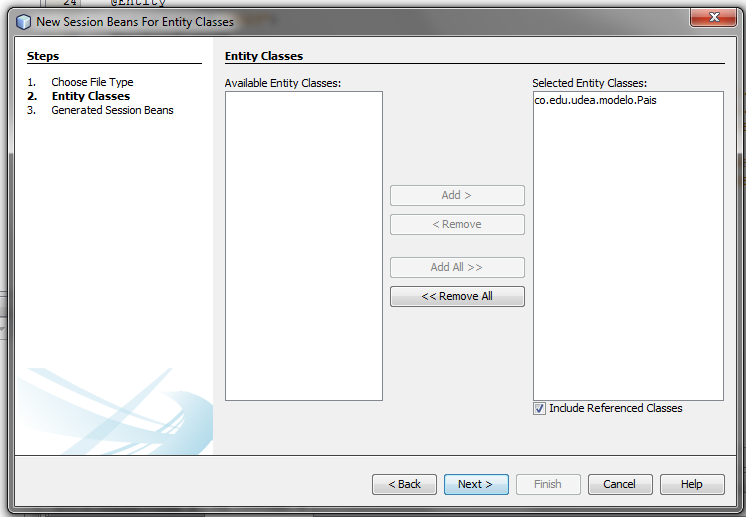 24 @Entity
New Session Beans For Entity Classes
Steps
1. Choose File Type
2. Entity Classes
3. Generated Session Beans
Entity Classes
Available Entity Classes:
Selected Entity Classes:
co.edu.udea.modelo.Pais
Add >
< Remove
Add All >>
<< Remove All
Include Referenced Classes
< Back
Next >
Finish
Cancel
Help